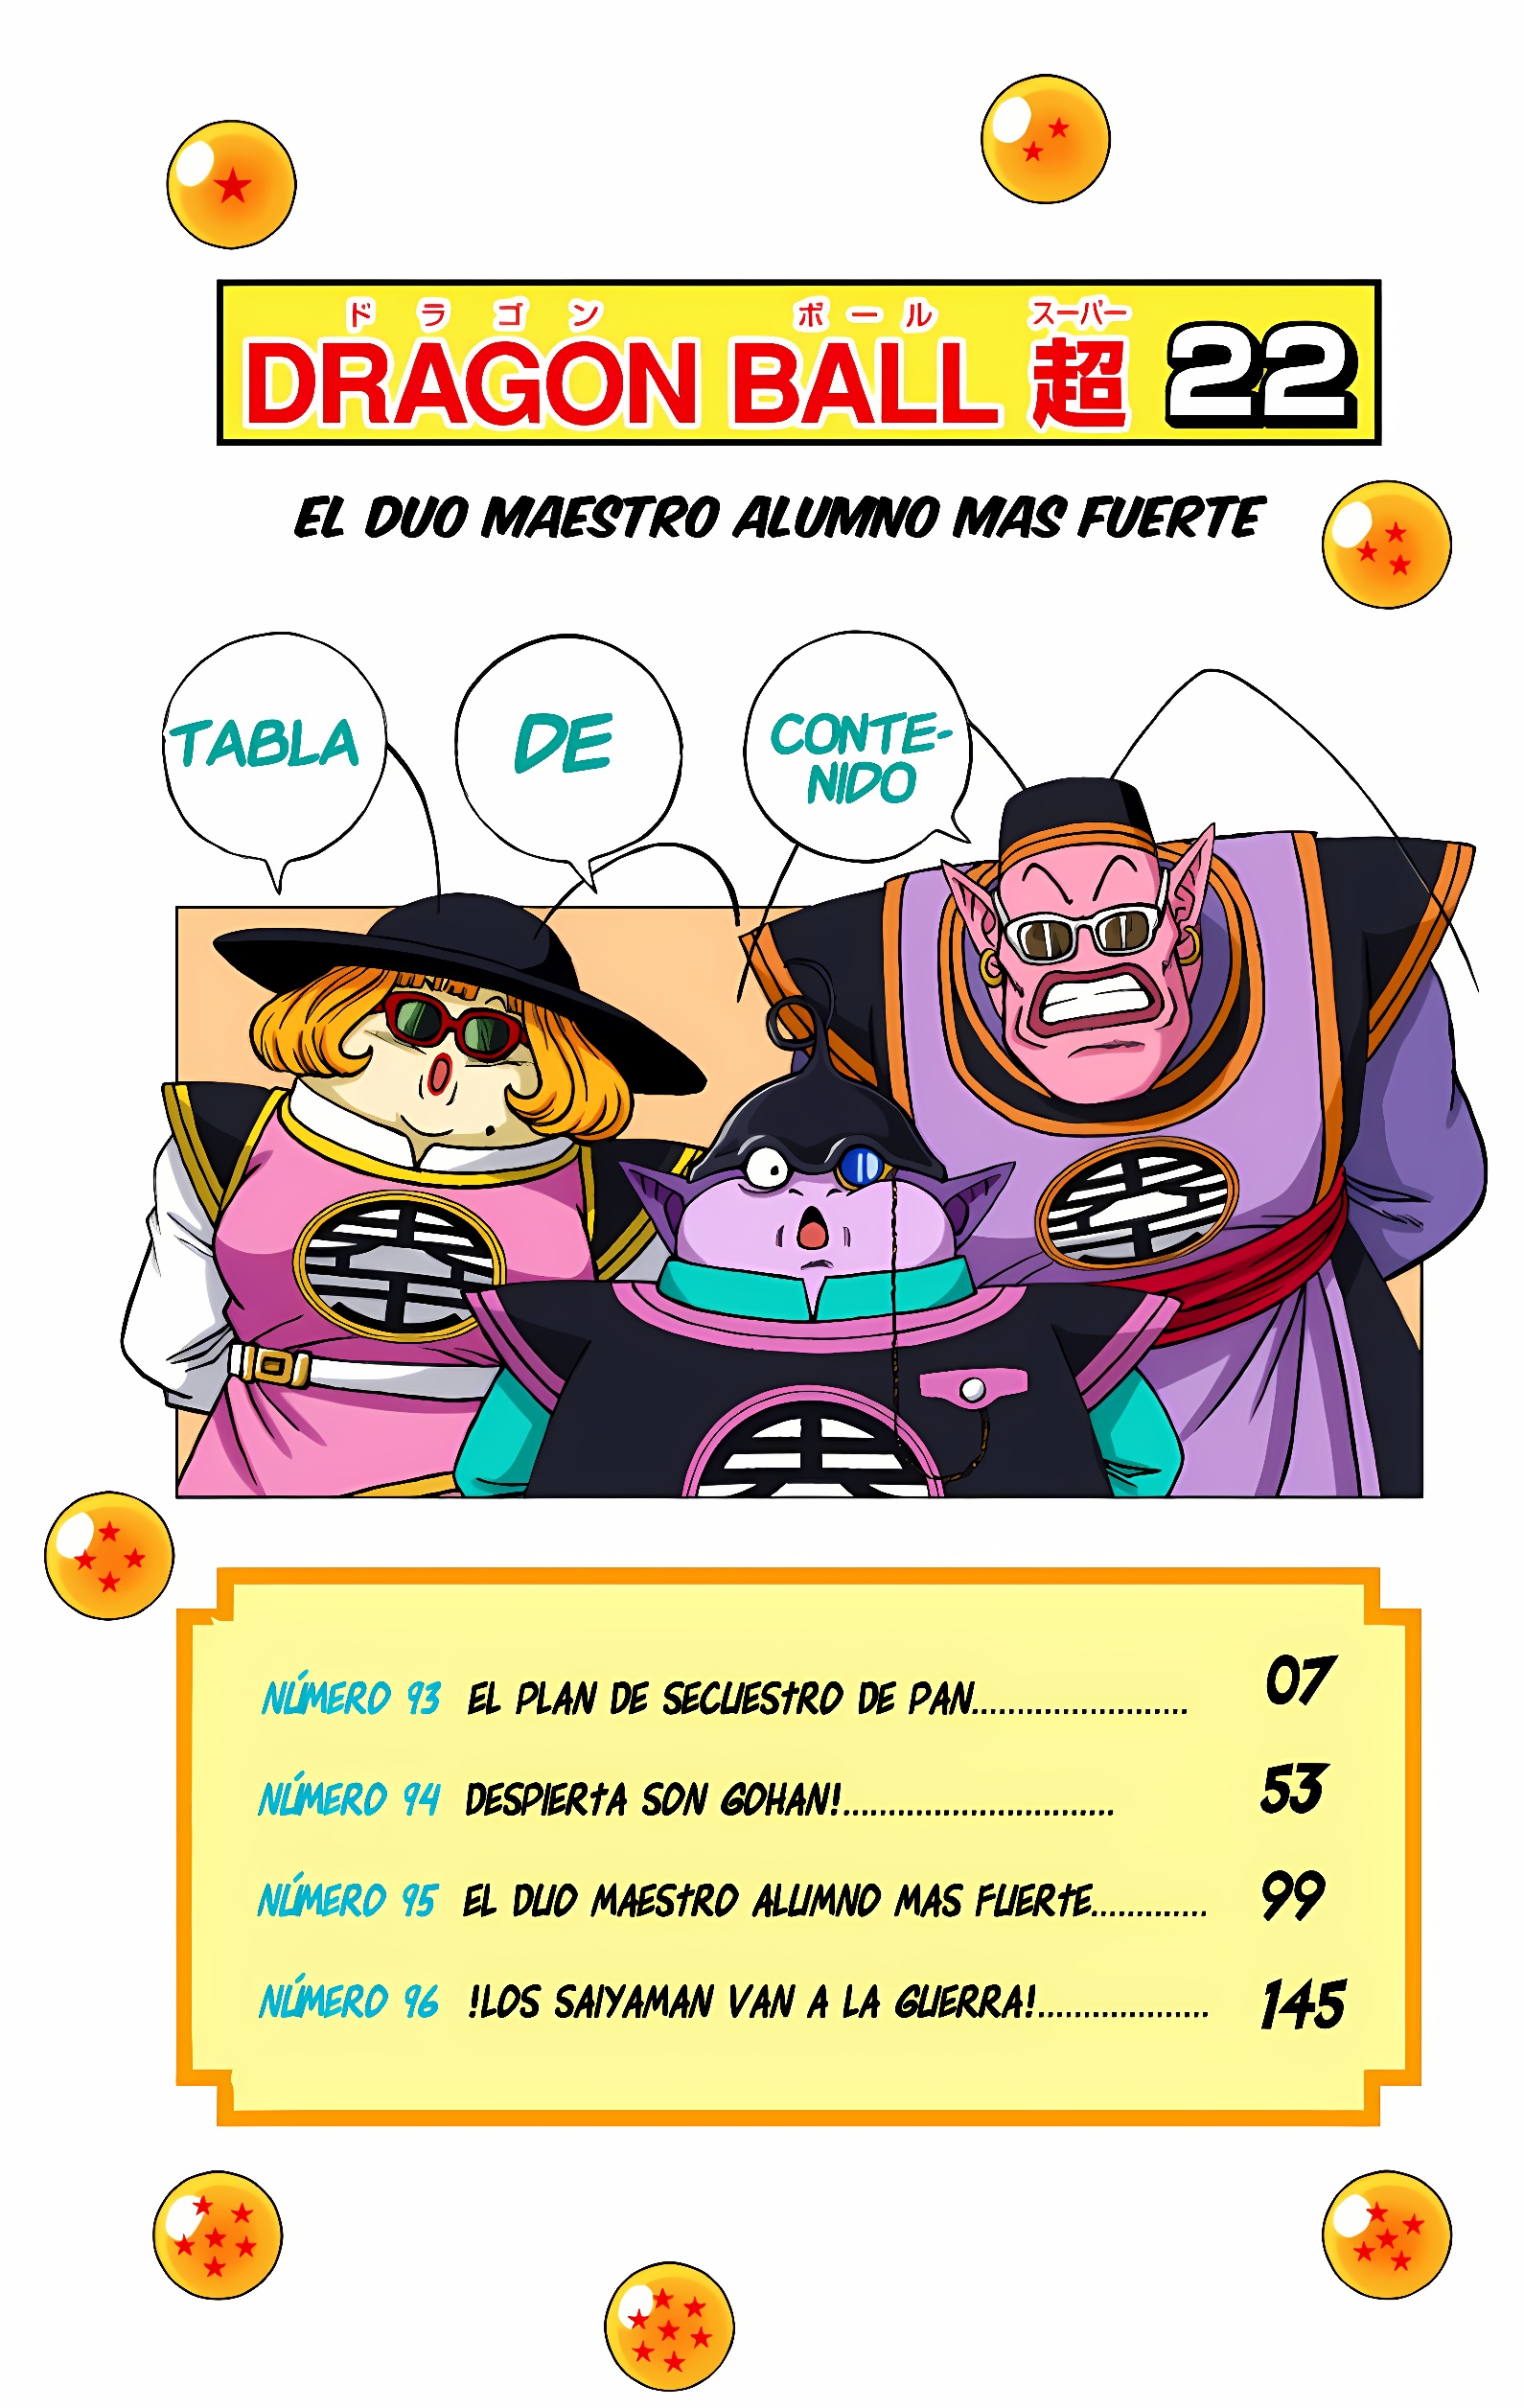 ドラゴン ボール スーパー
DRAGON BALL 超 22
EL DUO MAESTRO ALUMNO MAS FUERTE
TABLA
DE
CONTE-
NIDO
NÚMERO 93 EL PLAN DE SECUESTRO DE PAN........................ 07
NÚMERO 94 DESPIERTA SON GOHAN!.............................. 53
NÚMERO 95 EL DUO MAESTRO ALUMNO MAS FUERTE............. 99
NÚMERO 96 !LOS SAIYAMAN VAN A LA GUERRA!................... 145